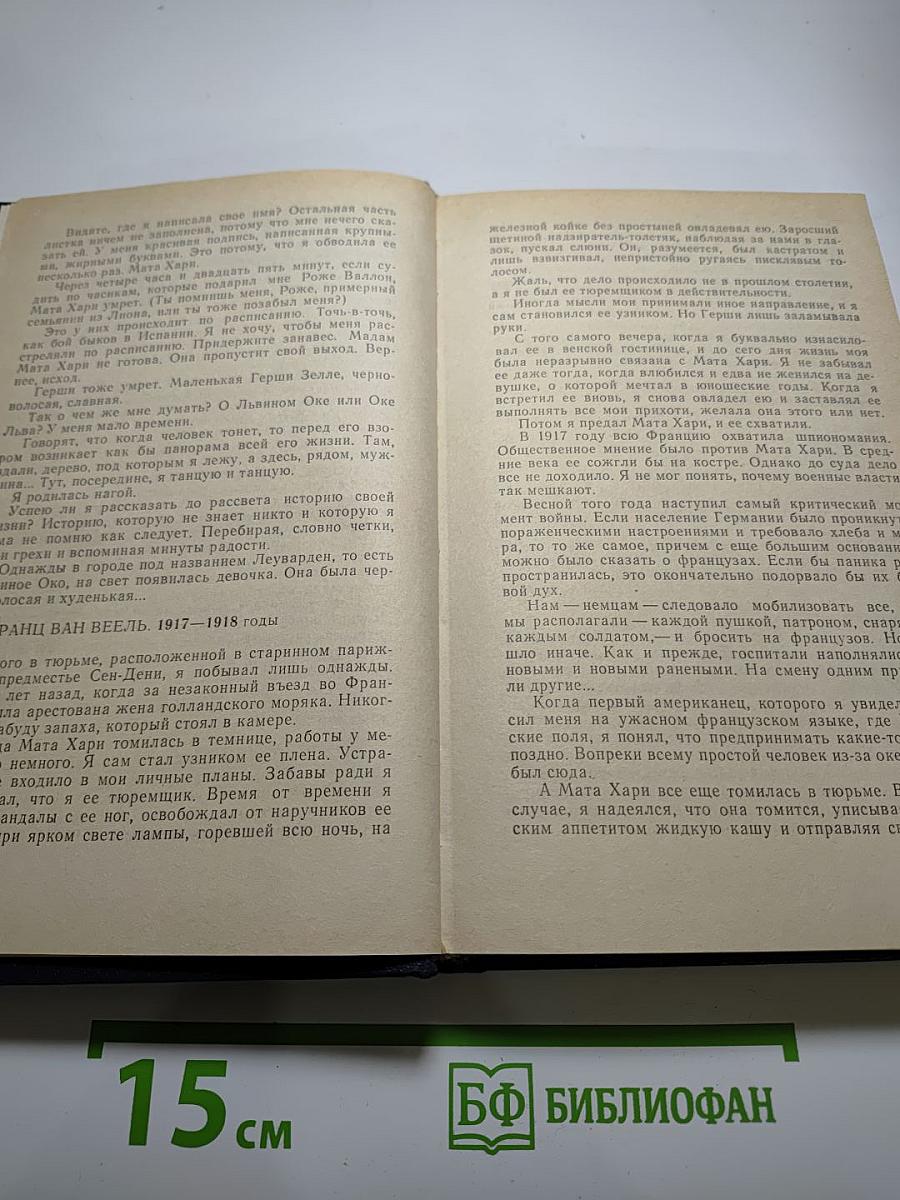 Видите, где я написала свое имя? Остальная часть
листка ничем не заполнена, потому что мне нечего ска-
зать ей. У меня красивая подпись, написанная крупны-
ми, жирными буквами. Это потому, что я обводила ее
несколько раз. Мата Хари.
Через четыре часа и двадцать пять минут, если су-
дить по часикам, которые подарил мне Роже Валлон,
Мата Хари умрет. (Ты помнишь меня, Роже, примерный
семьянин из Лиона, или ты тоже позабыл меня?)
Это у них происходит по расписанию. Точь-в-точь,
как бой быков в Испании. Я не хочу, чтобы меня рас-
стреляли по расписанию. Придержите занавес. Мадам
Мата Хари не готова. Она пропустит свой выход. Вер-
нее, исход.
Герши тоже умрет. Маленькая Герши Зелле, черно-
волосая, славная.
Так о чем же мне думать? О Львином Оке или Оке
Льва? У меня мало времени.
Говорят, что когда человек тонет, то перед его взо-
ром возникает как бы панорама всей его жизни. Там,
вдали, дерево, под которым я лежу, а здесь, рядом, муж-
чина... Тут, посередине, я танцую и танцую.
Я родилась нагой.
Успею ли я рассказать до рассвета историю своей
жизни? Историю, которую не знает никто и которую я
сама не помню как следует. Перебирая, словно четки,
и грехи и вспоминая минуты радости.
Однажды в городе под названием Леуварден, то есть
иное Око, на свет появилась девочка. Она была чер-
олосая и худенькая...
РАНЦ ВАН ВЕЕЛЬ. 1917—1918 годы
ого в тюрьме, расположенной в старинном париж-
предместье Сен-Дени, я побывал лишь однажды.
лет назад, когда за незаконный въезд во Фран-
ыла арестована жена голландского моряка. Никог-
абуду запаха, который стоял в камере.
да Мата Хари томилась в темнице, работы у ме-
о немного. Я сам стал узником ее плена. Устра-
е входило в мои личные планы. Забавы ради я
ал, что я ее тюремщик. Время от времени я
андалы с ее ног, освобождал от наручников ее
при ярком свете лампы, горевшей всю ночь, на
железной койке без простыней овладевал ею. Заросший
щетиной надзиратель-толстяк, наблюдая за нами в гла-
зок, пускал слюни. Он, разумеется, был кастратом и
лишь взвизгивал, непристойно ругаясь писклявым го-
лосом.
Жаль, что дело происходило не в прошлом столетии,
а я не был ее тюремщиком в действительности.
Иногда мысли мои принимали иное направление, и я
сам становился ее узником. Но Герши лишь заламывала
руки.
С того самого вечера, когда я буквально изнасило-
вал ее в венской гостинице, и до сего дня жизнь моя
была неразрывно связана с Мата Хари. Я не забывал
ее даже тогда, когда влюбился и едва не женился на де-
вушке, о которой мечтал в юношеские годы. Когда я
встретил ее вновь, я снова овладел ею и заставлял ее
выполнять все мои прихоти, желала она этого или нет.
Потом я предал Мата Хари, и ее схватили.
В 1917 году всю Францию охватила шпиономания.
Общественное мнение было против Мата Хари. В сред-
ние века ее сожгли бы на костре. Однако до суда дело
все не доходило. Я не мог понять, почему военные власти
так мешкают.
Весной того года наступил самый критический мо-
мент войны. Если население Германии было проникну
пораженческими настроениями и требовало хлеба и м
ра, то то же самое, причем с еще большим основани
можно было сказать о французах. Если бы паника р
пространилась, это окончательно подорвало бы их б
вой дух.
Нам — немцам — следовало мобилизовать все,
мы располагали — каждой пушкой, патроном, снаря
каждым солдатом,— и бросить на французов. Но
шло иначе. Как и прежде, госпитали наполнялис
новыми и новыми ранеными. На смену одним пр
ли другие...
Когда первый американец, которого я увидел
сил меня на ужасном французском языке, где
ские поля, я понял, что предпринимать какие-то
поздно. Вопреки всему простой человек из-за оке
был сюда.
А Мата Хари все еще томилась в тюрьме. В
случае, я надеялся, что она томится, уписыва
ским аппетитом жидкую кашу и отправляя св
15 см
БФ БИБЛИОФАН